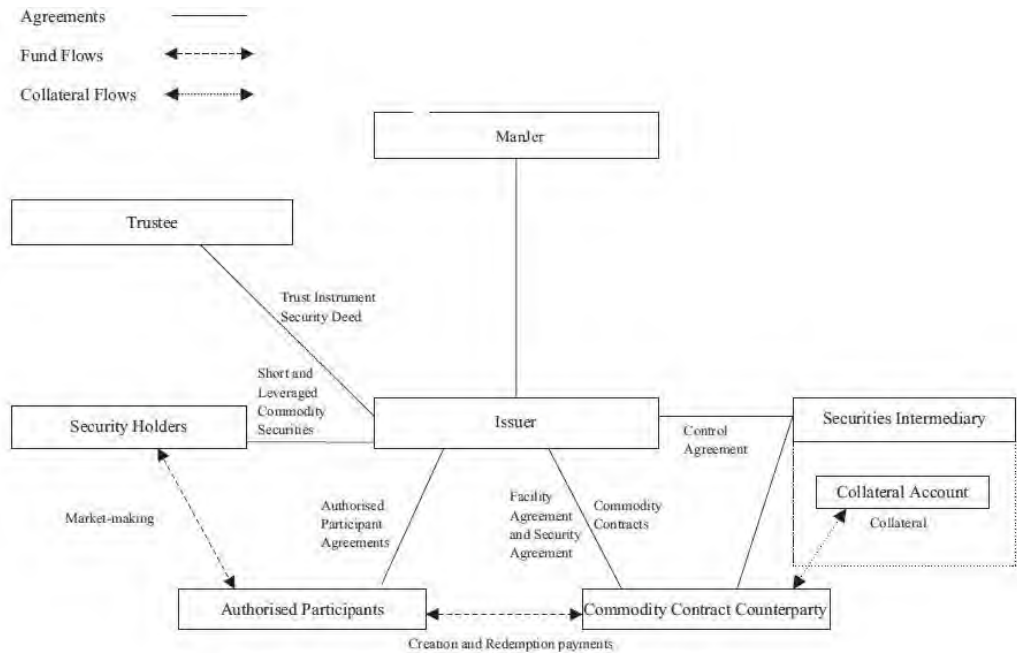 Agreements
Fund Flows
Collateral Flows
ManJer
Trustee
Trust Instrument
Security Deed
Short and
Leveraged
Commodity
Securities
Security Holders
Issuer
Securities Intermediary
Control
Agreement
Collateral Account
Collateral
Market-making
Authorised
Participant
Agreements
Facility
Agreement
and Security
Agreement
Commodity
Contracts
Authorised Participants
Commodity Contract Counterparty
Creation and Redemption payments